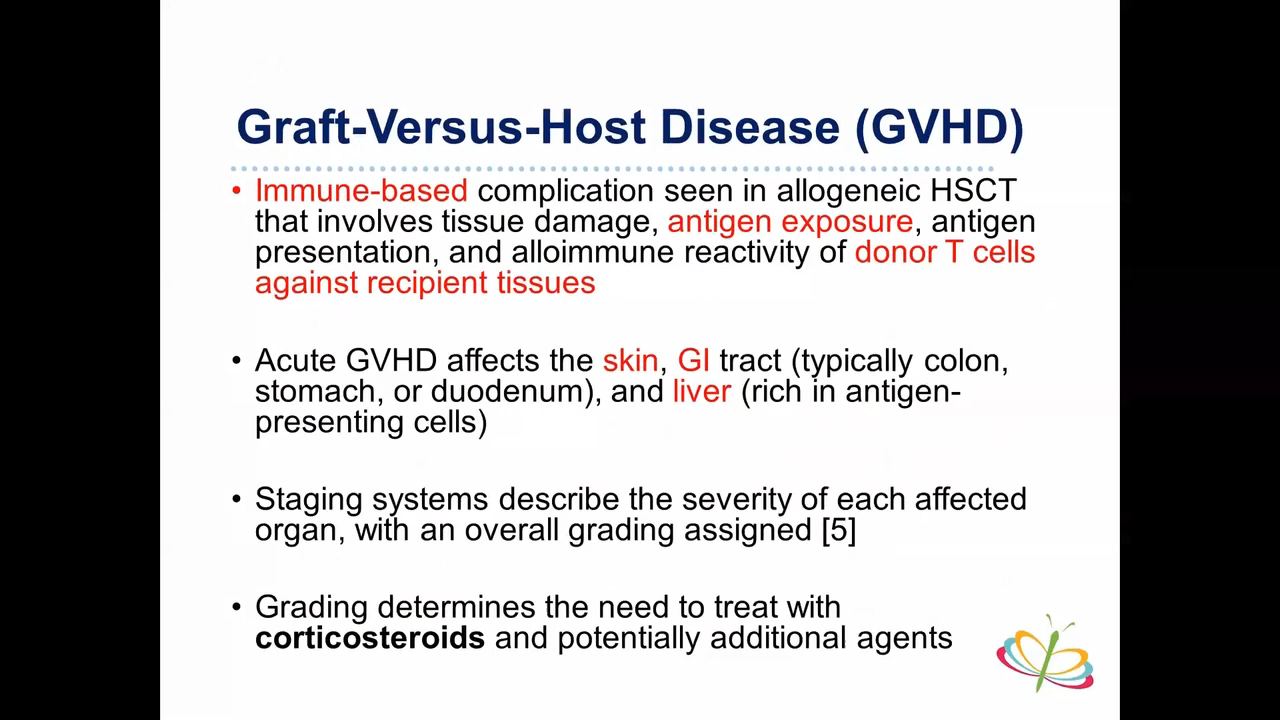 Graft-Versus-Host Disease (GVHD)
• Immune-based complication seen in allogeneic HSCT
that involves tissue damage, antigen exposure, antigen
presentation, and alloimmune reactivity of donor T cells
against recipient tissues
• Acute GVHD affects the skin, GI tract (typically colon,
stomach, or duodenum), and liver (rich in antigen-
presenting cells)
• Staging systems describe the severity of each affected
organ, with an overall grading assigned [5]
• Grading determines the need to treat with
corticosteroids and potentially additional agents